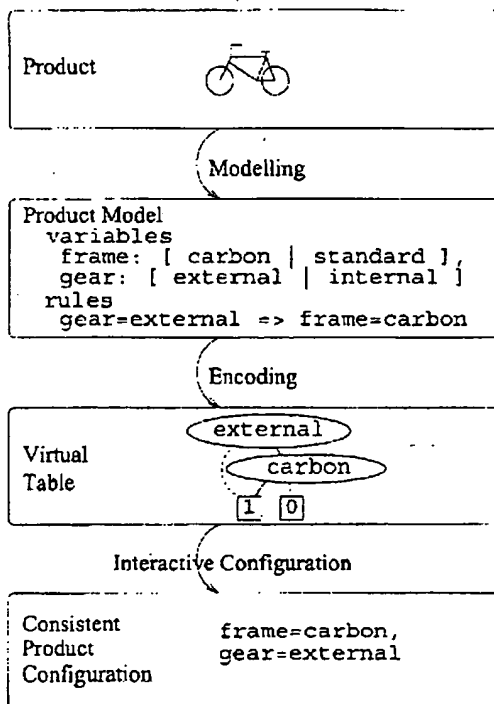 Product
Modelling
Product Model
variables
frame: [ carbon | standard ],
gear: [ external | internal ]
rules
gear=external => frame=carbon
Encoding
Virtual
Table
external
carbon
1 0
Interactive Configuration
Consistent
Product
Configuration
frame=carbon,
gear=external